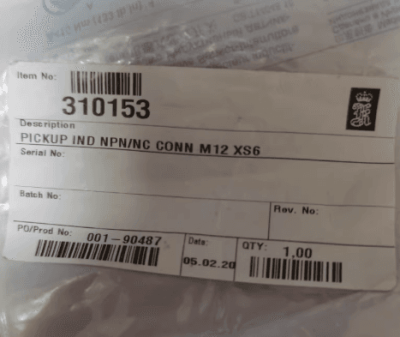 Item No:
310153
Description
PICKUP IND NPN/NC CONN M12 XS6
Serial No:
Batch No:
Rev. No:
PO/Prod No: 001-90487
Date:
05.02.20
QTY: 1,00